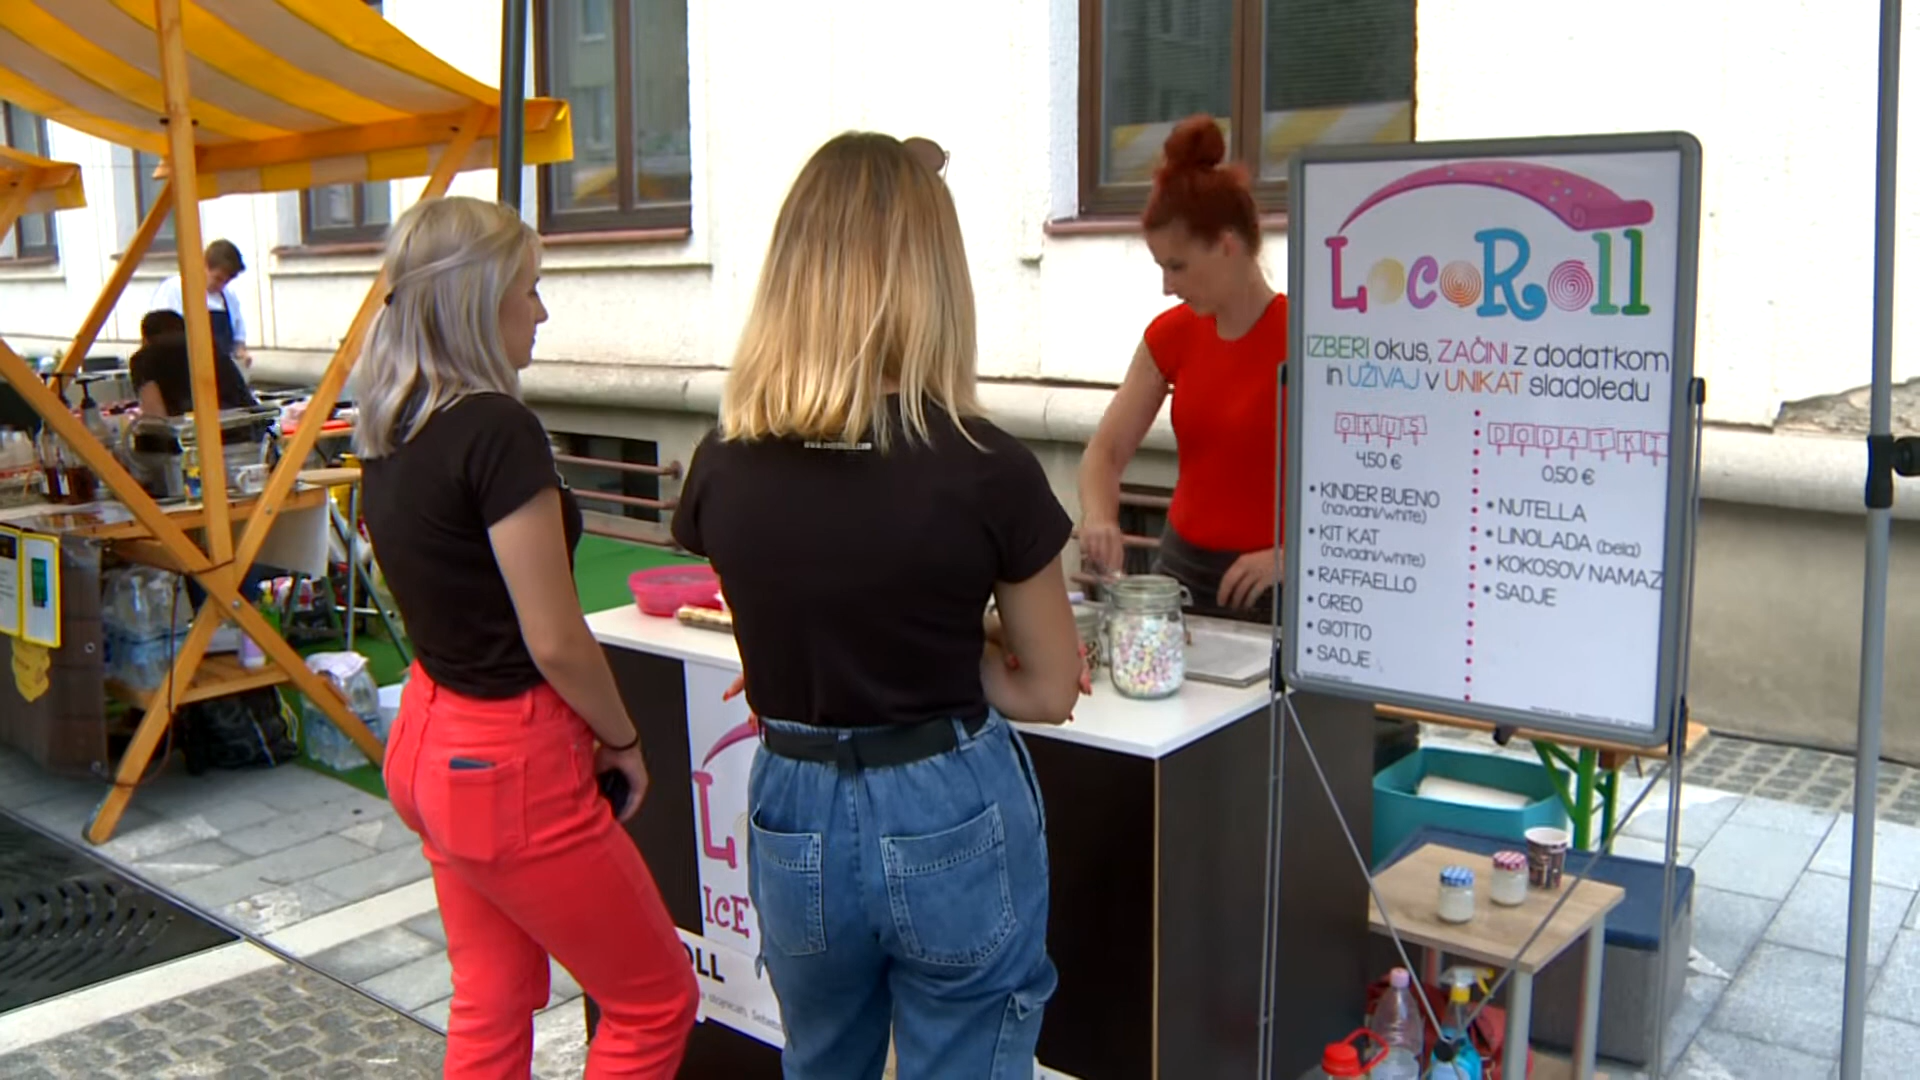 LocoRoll
IZBERI okus, ZAČINI z dodatkom
in UŽIVAJ v UNIKAT sladoledu
OKUS
4,50 €
• KINDER BUENO
(navadni/white)
• KIT KAT
(navadni/white)
• RAFFAELLO
• OREO
• GIOTTO
• SADJE
DODATKI
0,50 €
• NUTELLA
• LINOLADA (bela)
• KOKOSOV NAMAZ
• SADJE
L
ICE
OLL